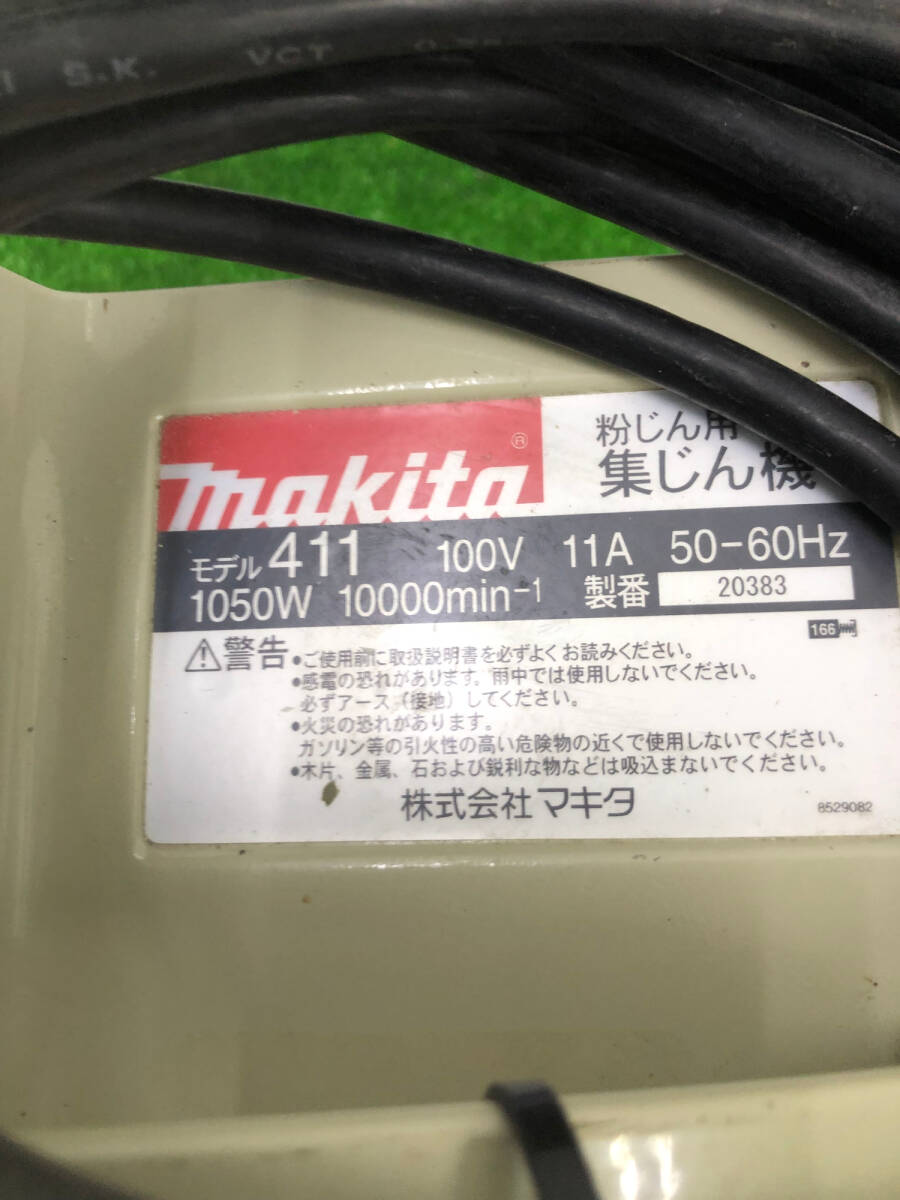 S.K. VCT
makita®
粉じん用
集じん機
モデル 411 100V 11A 50-60Hz
1050W 10000min-1 製番 20383
166
⚠警告 •ご使用前に取扱説明書を必ずよくお読みください。
•感電の恐れがあります。雨中では使用しないでください。
必ずアース(接地)してください。
•火災の恐れがあります。
ガソリン等の引火性の高い危険物の近くで使用しないでください。
•木片、金属、石および鋭利な物などは吸込まないでください。
株式会社マキタ
8529082